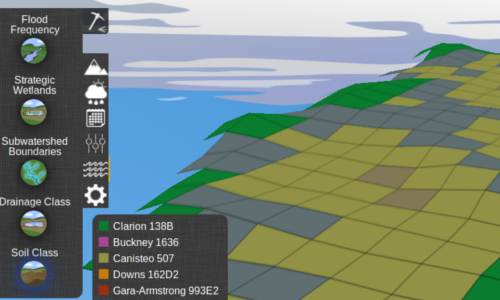 Flood
Frequency
Strategic
Wetlands
Subwatershed
Boundaries
Drainage Class
Soil Class
Clarion 138B
Buckney 1636
Canisteo 507
Downs 162D2
Gara-Armstrong 993E2